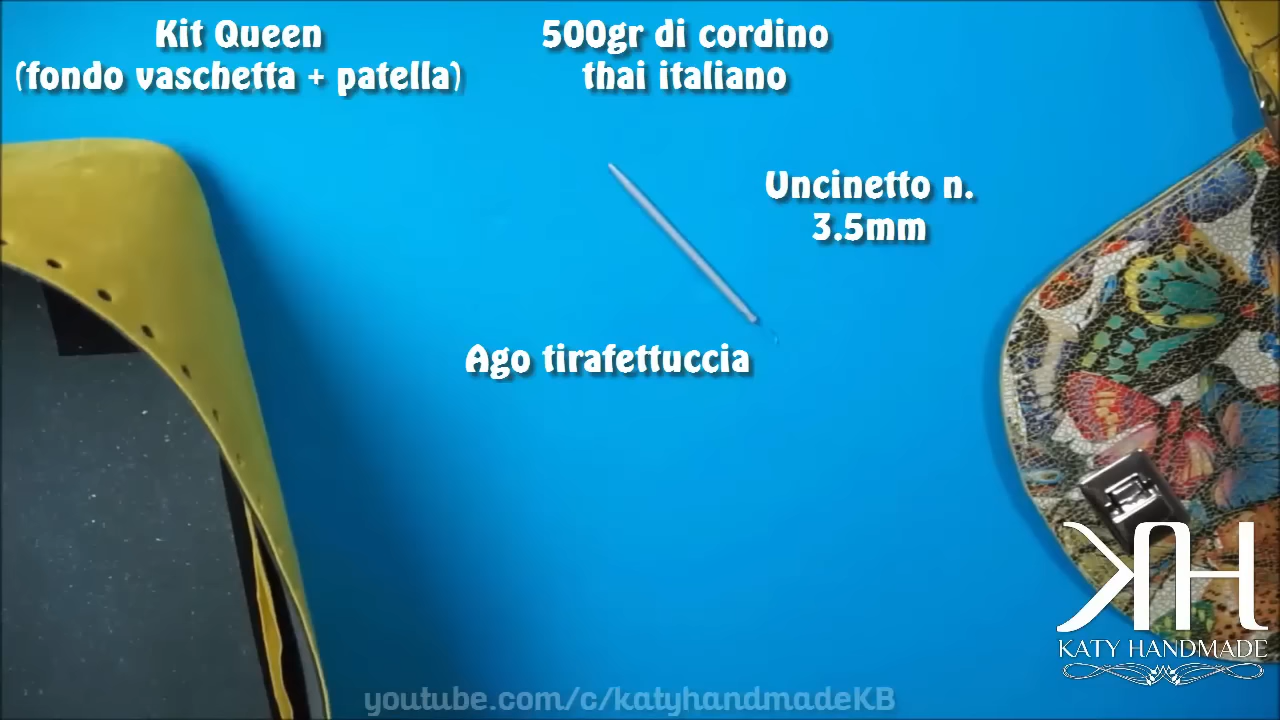 Kit Queen
(fondo vaschetta + patella)
500gr di cordino
thai italiano
Uncinetto n.
3.5mm
Ago tirafettuccia
KH
KATY HANDMADE
youtube.com/c/katyhandmadeKB